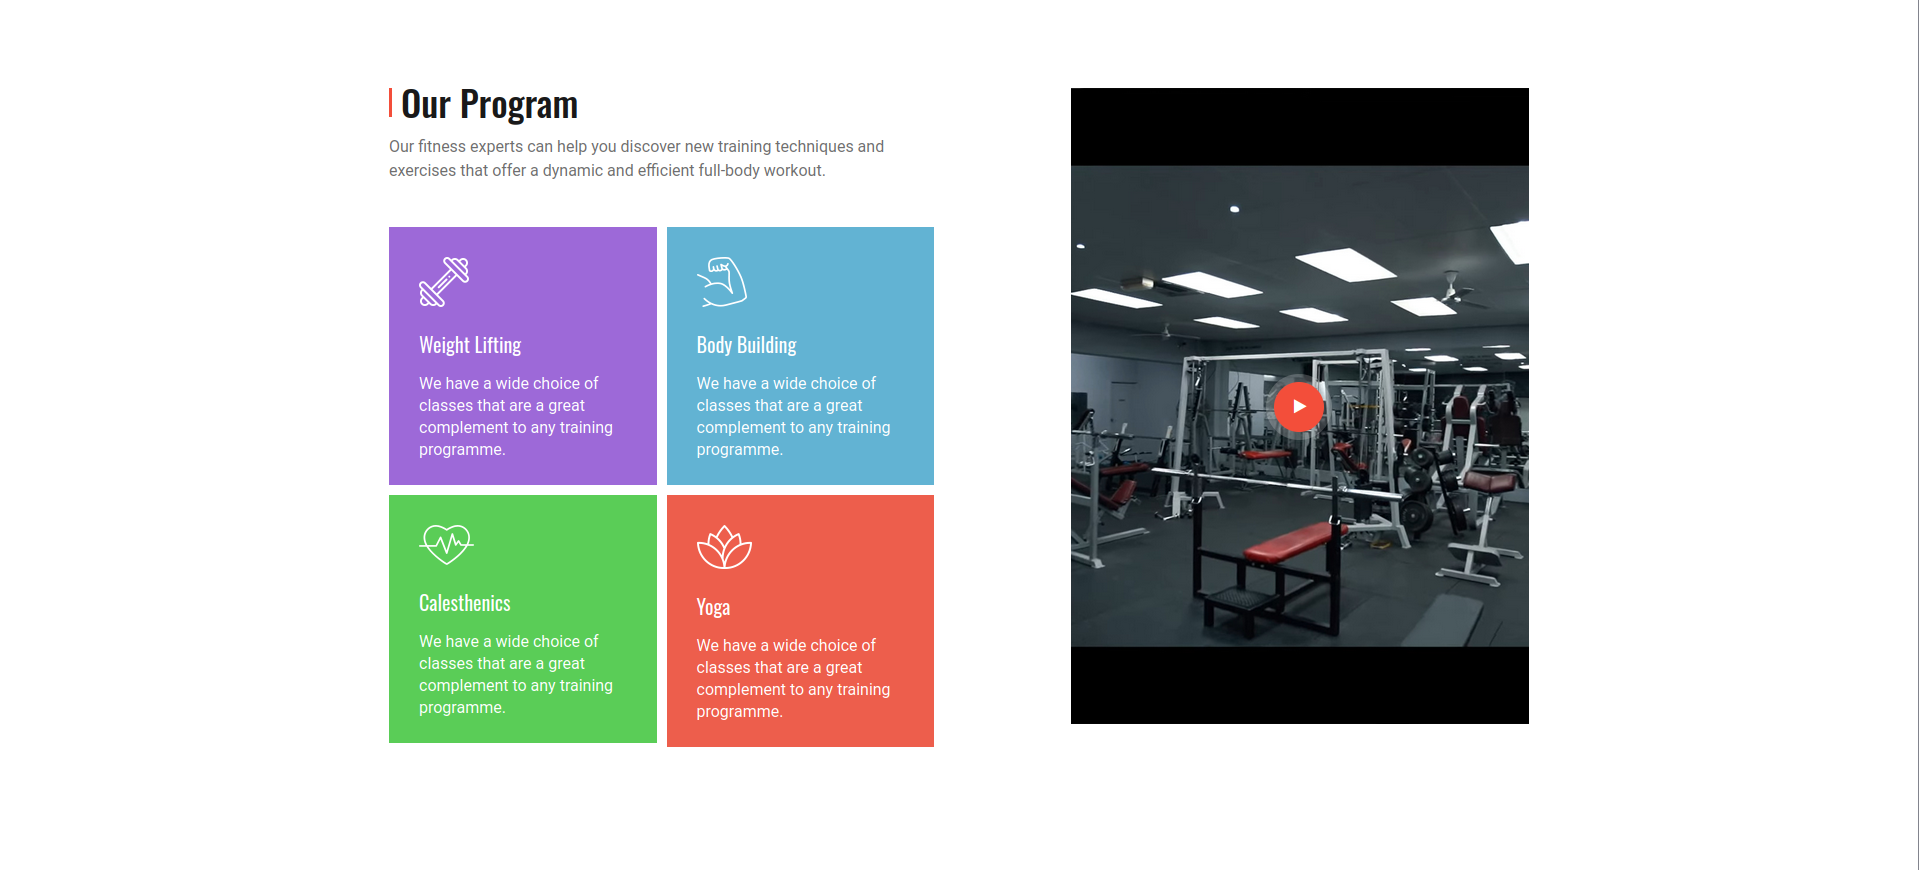 Our Program
Our fitness experts can help you discover new training techniques and
exercises that offer a dynamic and efficient full-body workout.
Weight Lifting
We have a wide choice of
classes that are a great
complement to any training
programme.
Body Building
We have a wide choice of
classes that are a great
complement to any training
programme.
Calesthenics
We have a wide choice of
classes that are a great
complement to any training
programme.
Yoga
We have a wide choice of
classes that are a great
complement to any training
programme.